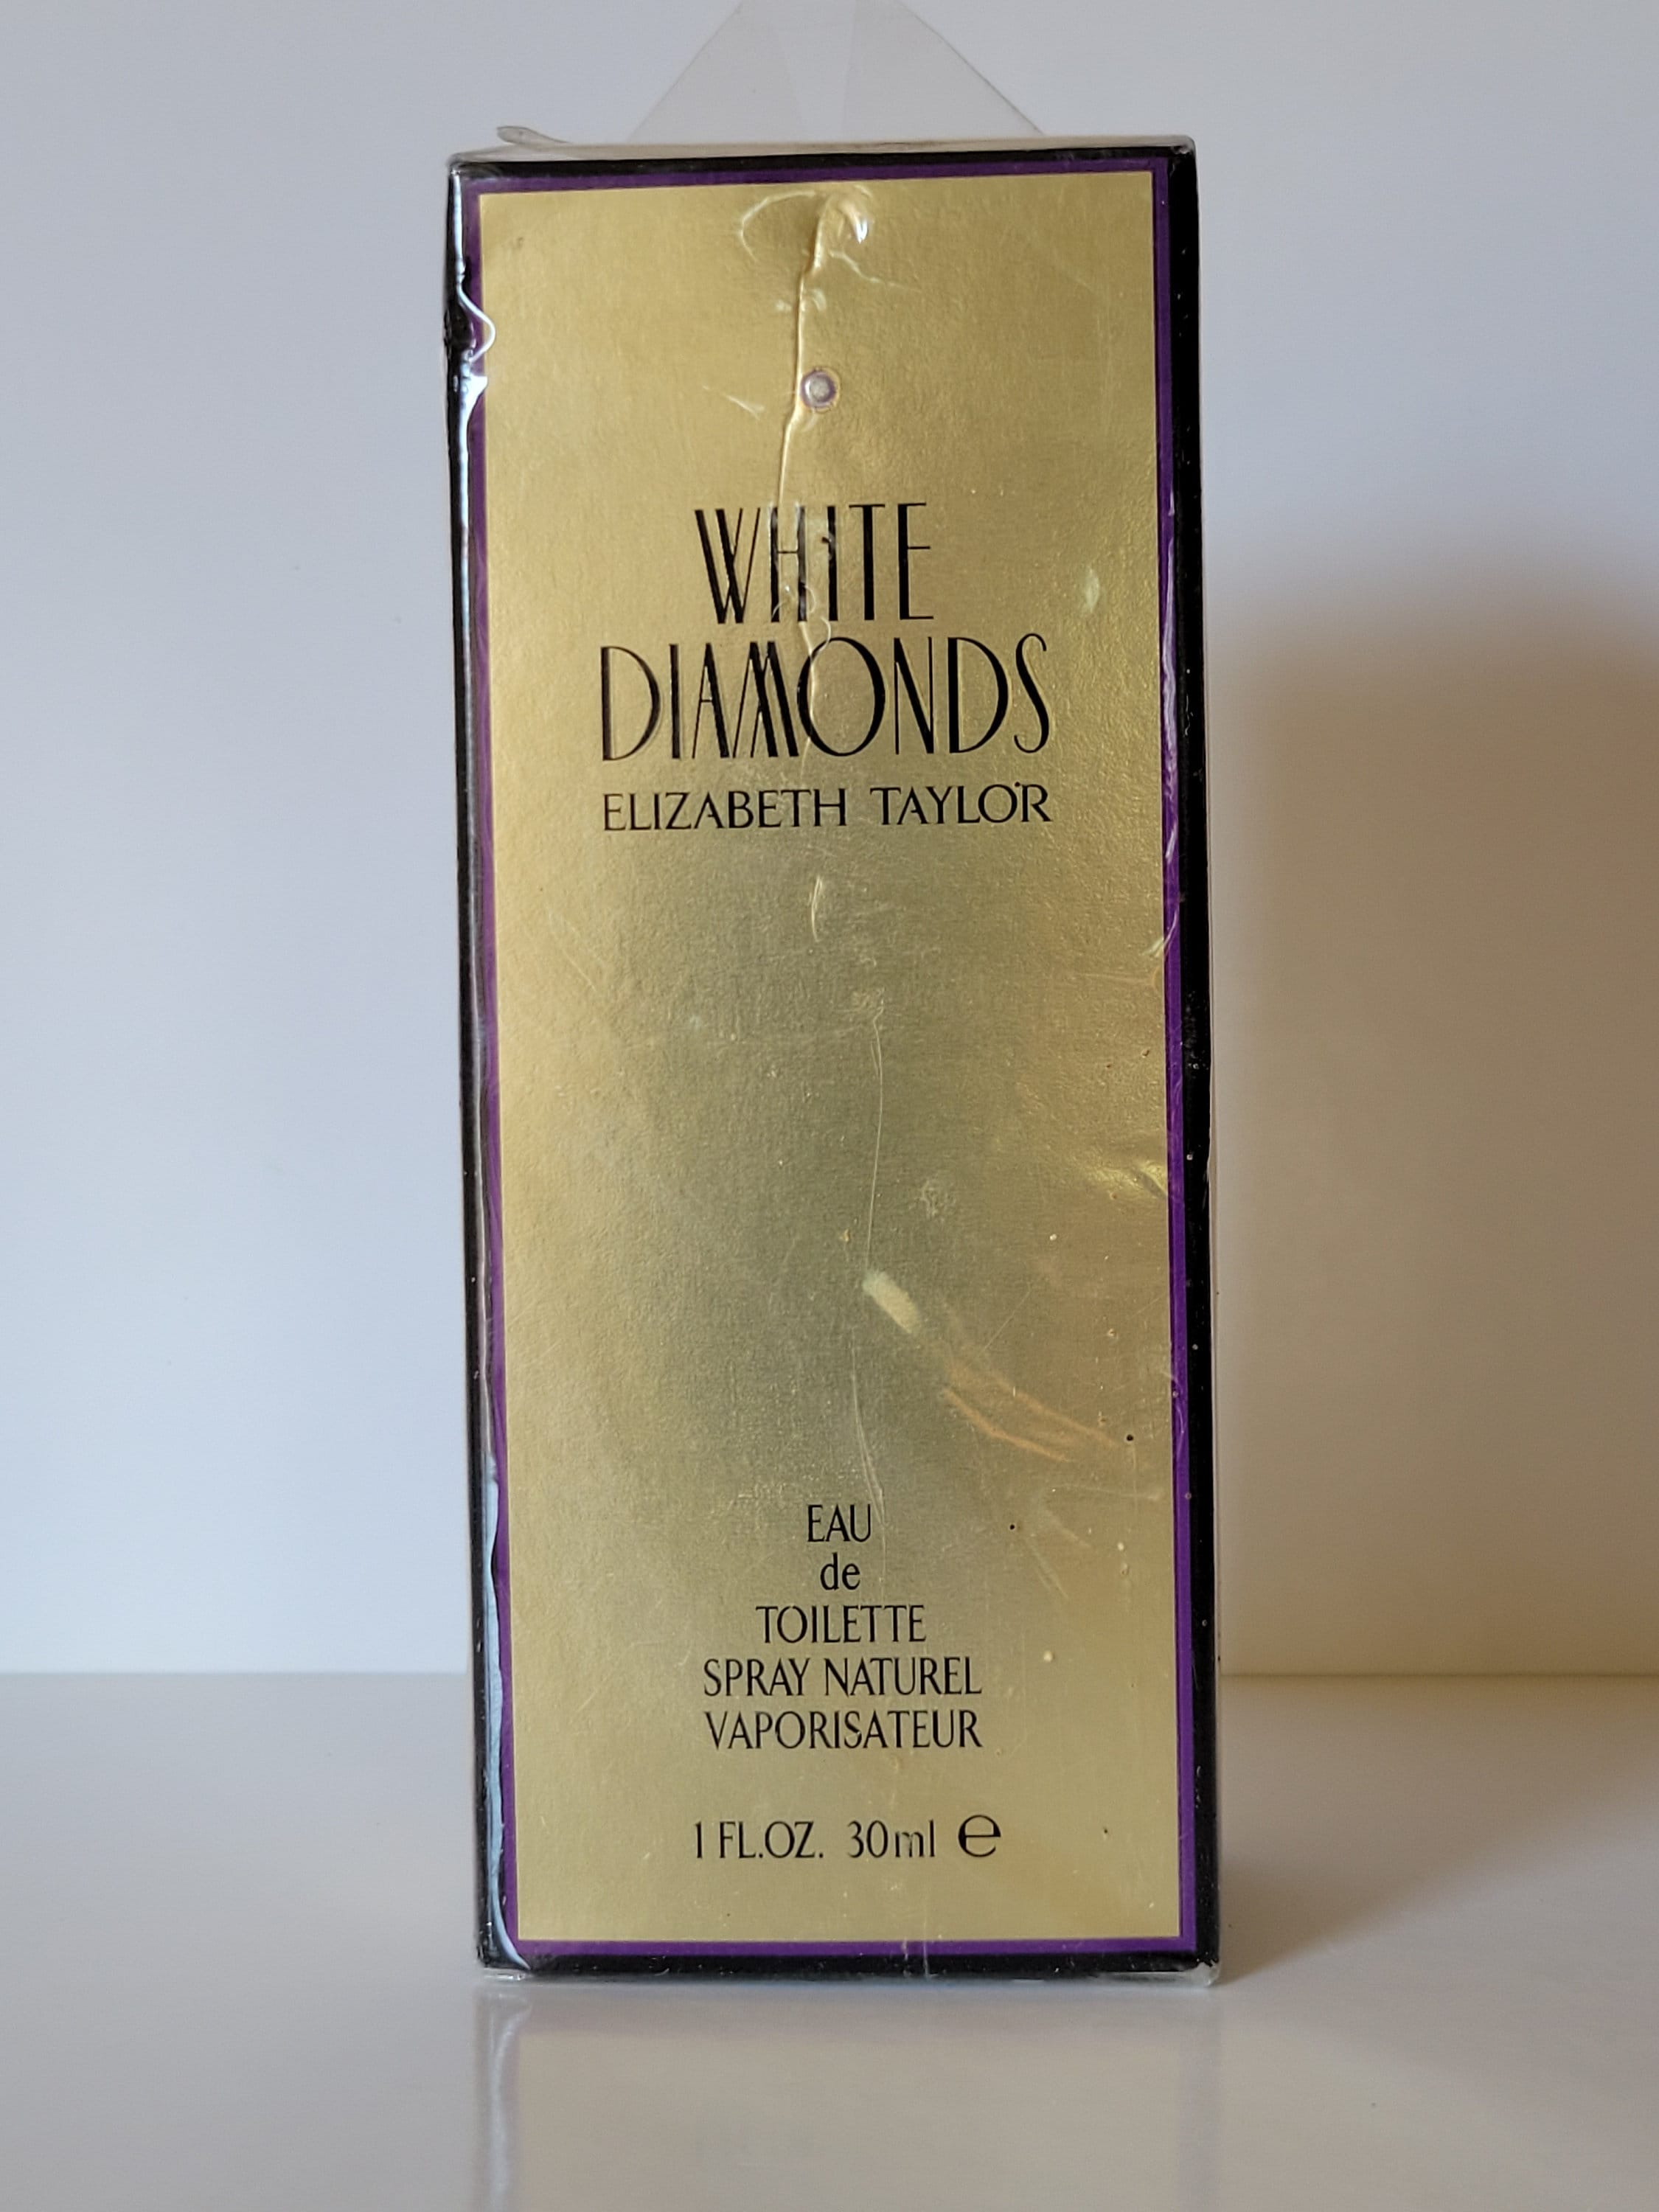 WHITE
DIAMONDS
ELIZABETH TAYLOR
EAU
de
TOILETTE
SPRAY NATUREL
VAPORISATEUR
1 FL.OZ. 30ml ℮